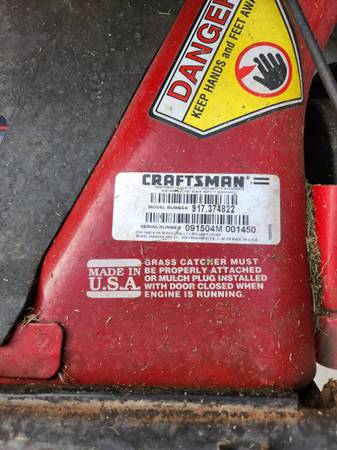 DANGER
KEEP HANDS and FEET AWAY
CRAFTSMAN
MODEL NUMBER 917.374822
SERIAL NUMBER 091504M 001450
MADE IN
U.S.A.
GRASS CATCHER MUST
BE PROPERLY ATTACHED
OR MULCH PLUG INSTALLED
WITH DOOR CLOSED WHEN
ENGINE IS RUNNING.